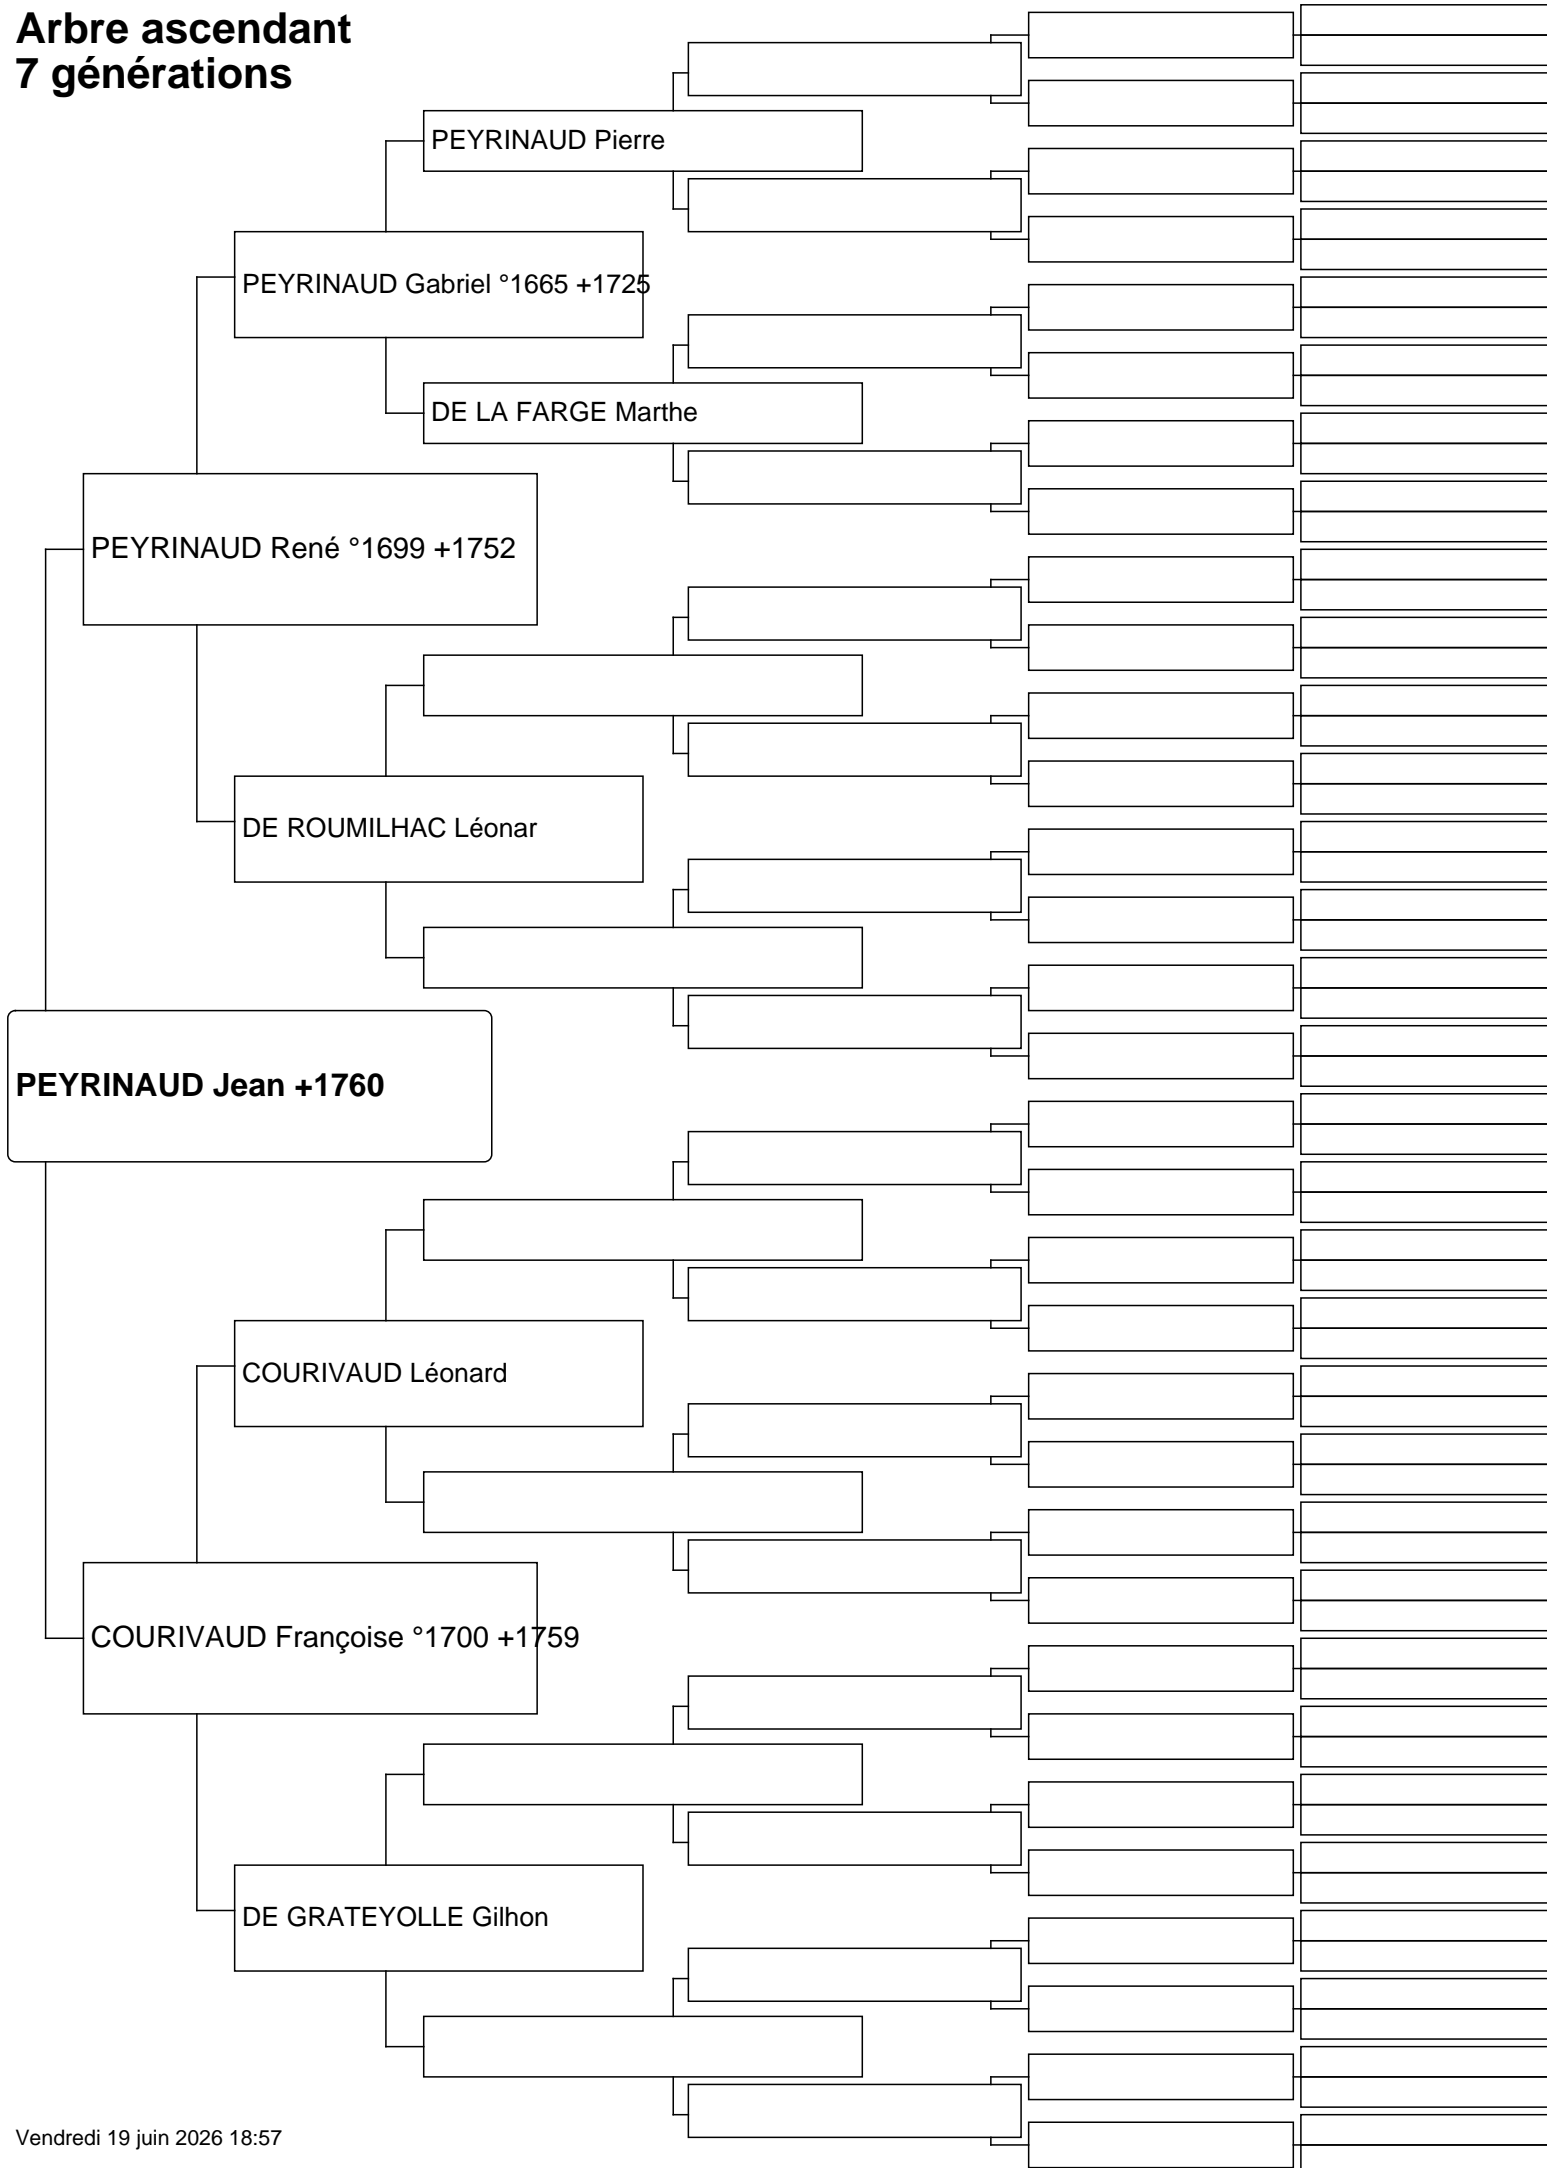 Arbre ascendant
7 générations
PEYRINAUD Pierre
PEYRINAUD Gabriel °1665 +1725
DE LA FARGE Marthe
PEYRINAUD René °1699 +1752
DE ROUMILHAC Léonar
PEYRINAUD Jean +1760
COURIVAUD Léonard
COURIVAUD Françoise °1700 +1759
DE GRATEYOLLE Gilhon
Vendredi 19 juin 2026 18:57